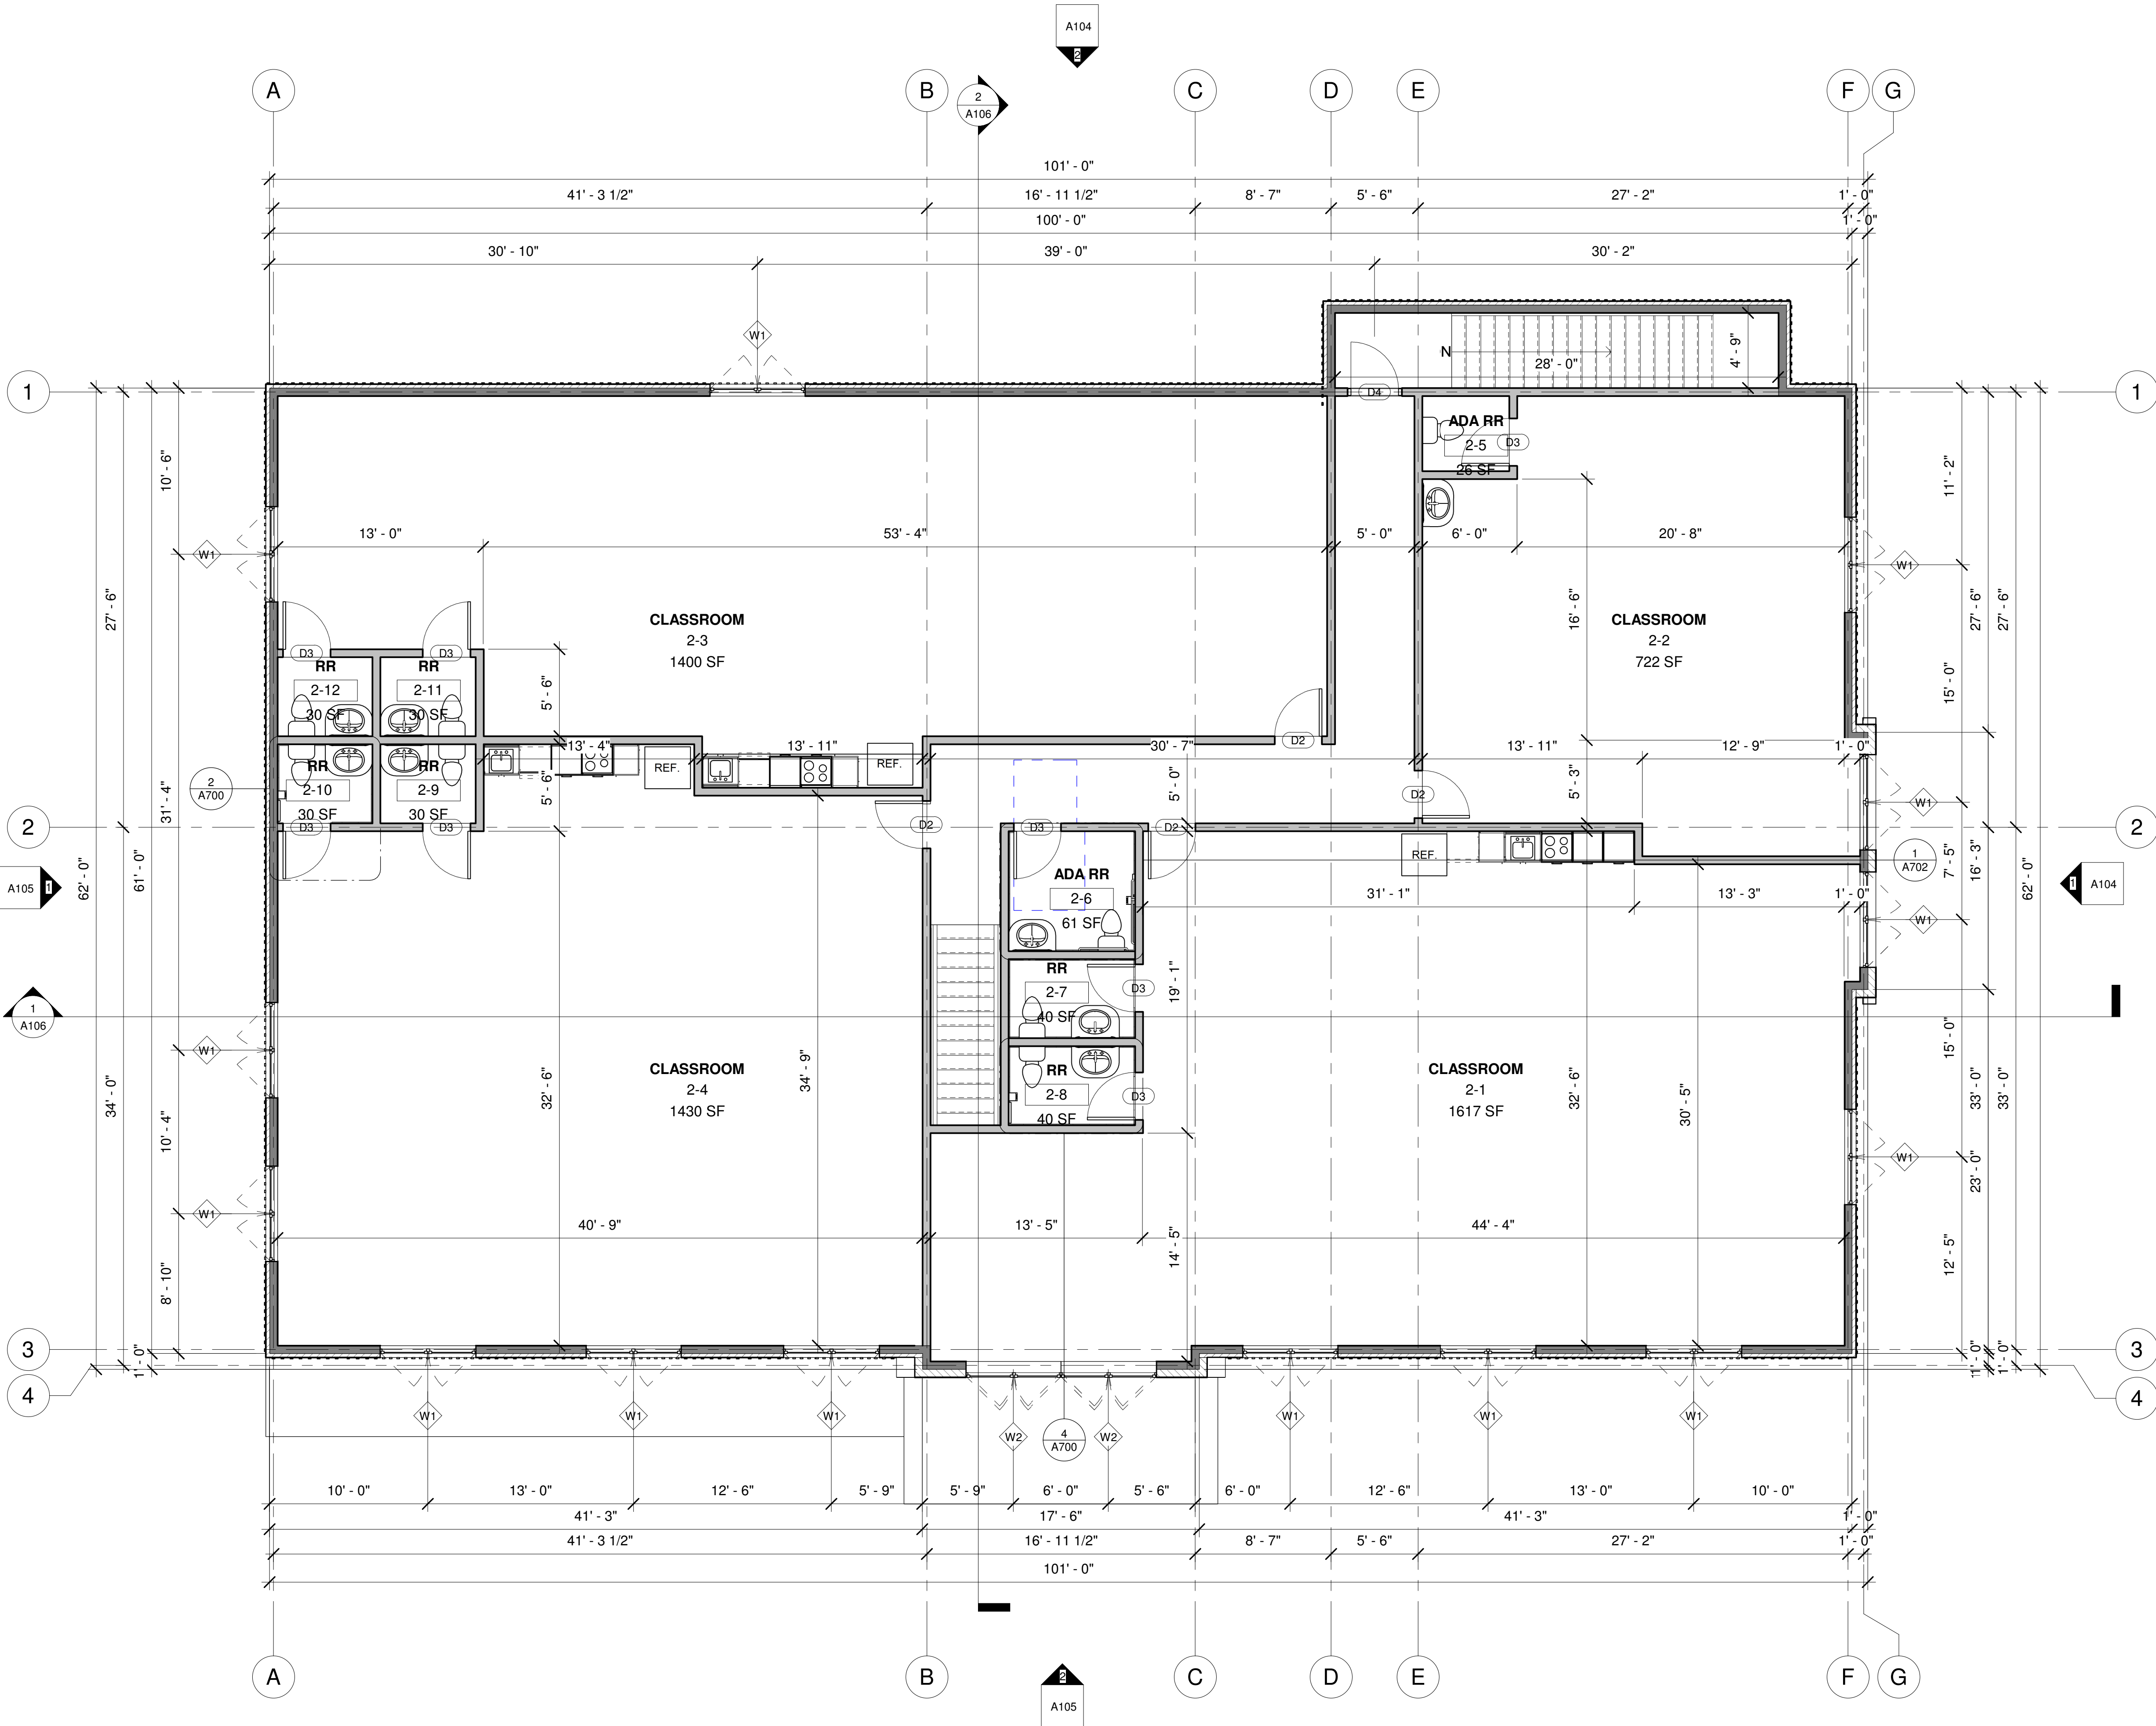 A104
2
A
B
C
D
E
F
G
2
A106
101' - 0"
41' - 3 1/2"
16' - 11 1/2"
8' - 7"
5' - 6"
27' - 2"
1' - 0"
100' - 0"
1' - 0"
30' - 10"
39' - 0"
30' - 2"
W1
N
28' - 0"
4' - 9"
1
1
D4
ADA RR
2-5
26 SF
D3
10' - 6"
11' - 2"
W1
W1
13' - 0"
53' - 4"
5' - 0"
6' - 0"
20' - 8"
27' - 6"
16' - 6"
27' - 6"
27' - 6"
CLASSROOM
2-3
1400 SF
CLASSROOM
2-2
722 SF
D3
D3
RR
2-12
30 SF
RR
2-11
30 SF
5' - 6"
15' - 0"
D2
13' - 4"
13' - 11"
30' - 7"
13' - 11"
12' - 9"
1' - 0"
REF.
REF.
RR
2-10
30 SF
RR
2-9
30 SF
2
A700
5' - 6"
5' - 0"
5' - 3"
31' - 4"
D2
W1
2
D3
D3
D2
D3
D2
2
REF.
1
A702
7' - 5"
16' - 3"
A105
1
62' - 0"
61' - 0"
62' - 0"
1
A104
ADA RR
2-6
61 SF
31' - 1"
13' - 3"
1' - 0"
W1
RR
2-7
40 SF
D3
19' - 1"
1
A106
W1
15' - 0"
34' - 0"
32' - 6"
CLASSROOM
2-4
1430 SF
34' - 9"
RR
2-8
40 SF
D3
CLASSROOM
2-1
1617 SF
32' - 6"
30' - 5"
33' - 0"
33' - 0"
10' - 4"
W1
W1
23' - 0"
40' - 9"
13' - 5"
14' - 5"
44' - 4"
12' - 5"
8' - 10"
3
3
1' - 0"
1' - 0"
1' - 0"
4
4
W1
W1
W1
W2
4
A700
W2
W1
W1
W1
10' - 0"
13' - 0"
12' - 6"
5' - 9"
5' - 9"
6' - 0"
5' - 6"
6' - 0"
12' - 6"
13' - 0"
10' - 0"
41' - 3"
17' - 6"
41' - 3"
1' - 0"
41' - 3 1/2"
16' - 11 1/2"
8' - 7"
5' - 6"
27' - 2"
1' - 0"
101' - 0"
A
B
C
D
E
F
G
2
A105